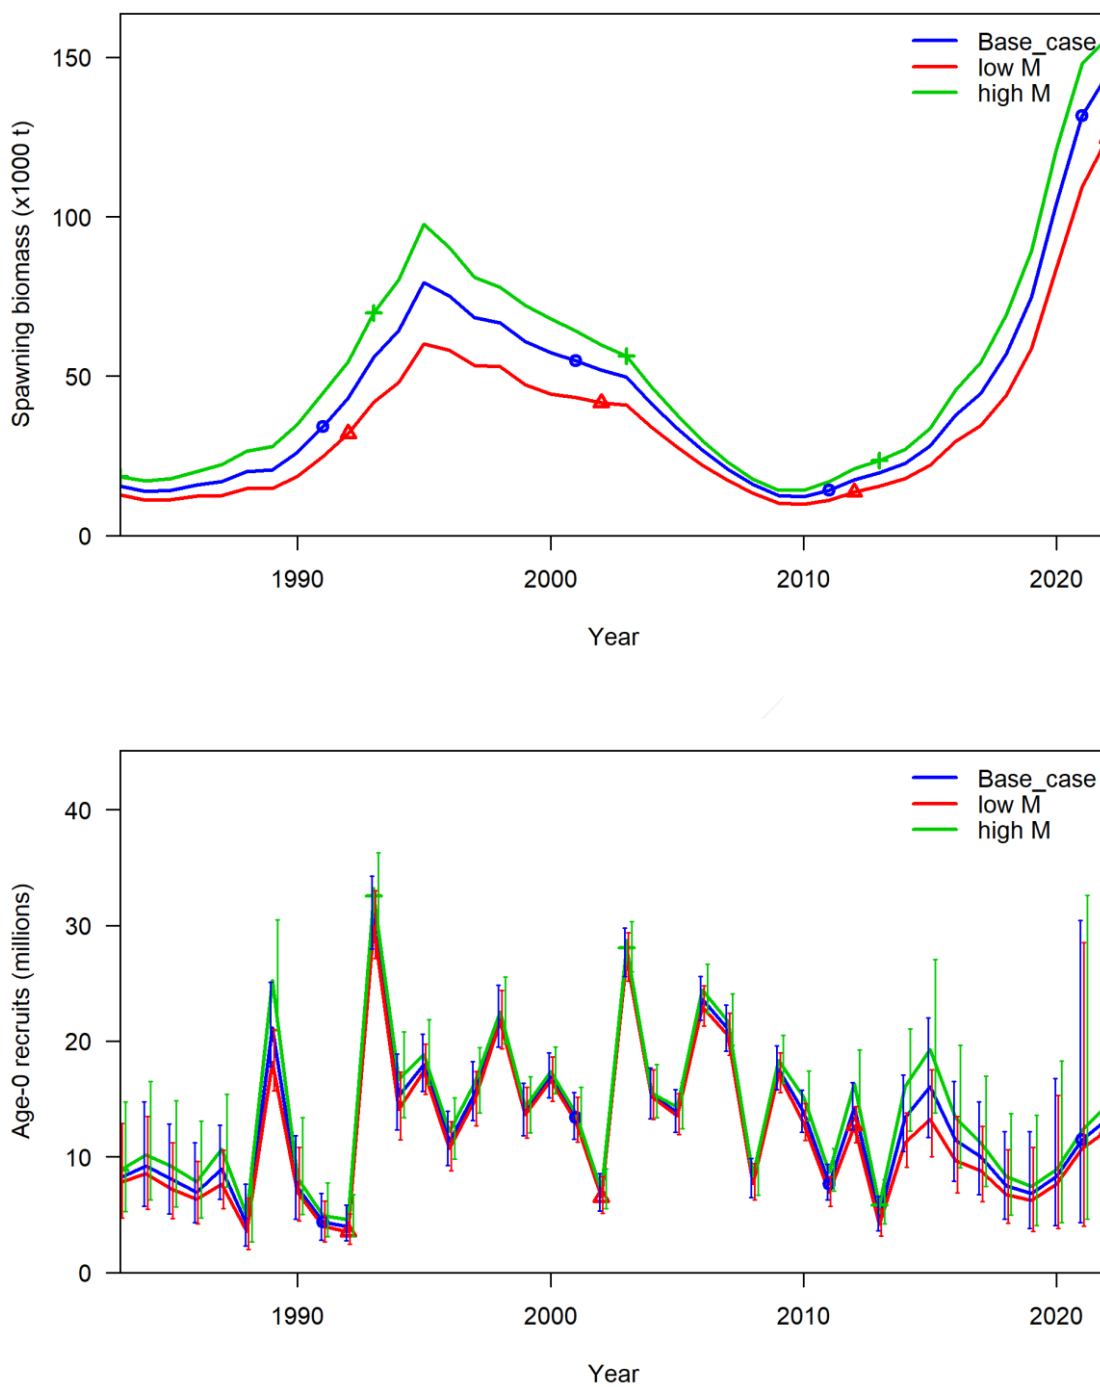 Spawning biomass (x1000 t)
150
100
50
0
Base_case
low M
high M
1990
2000
2010
2020
Year
Age-0 recruits (millions)
40
30
20
10
0
Base_case
low M
high M
1990
2000
2010
2020
Year